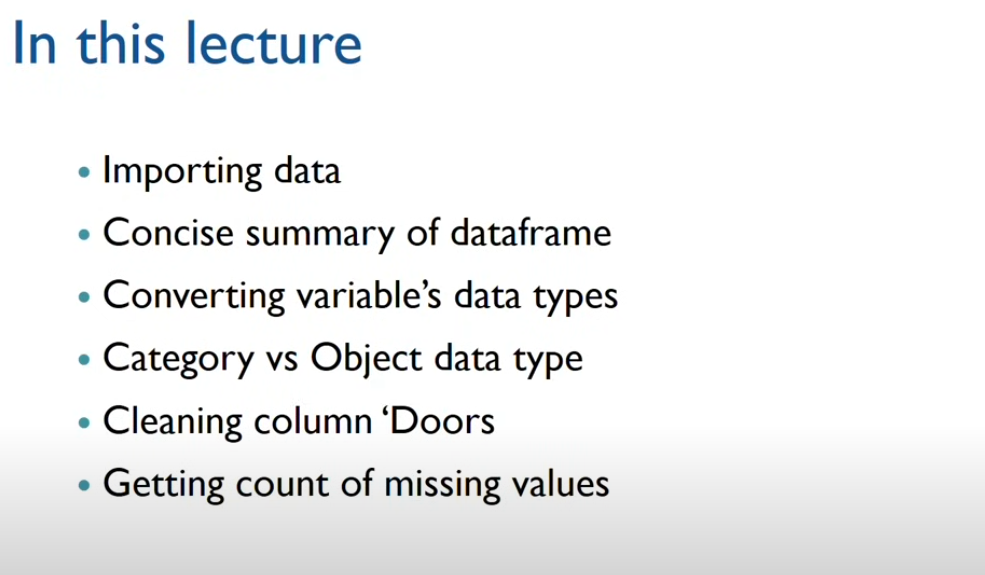 In this lecture
• Importing data
• Concise summary of dataframe
• Converting variable’s data types
• Category vs Object data type
• Cleaning column ‘Doors
• Getting count of missing values